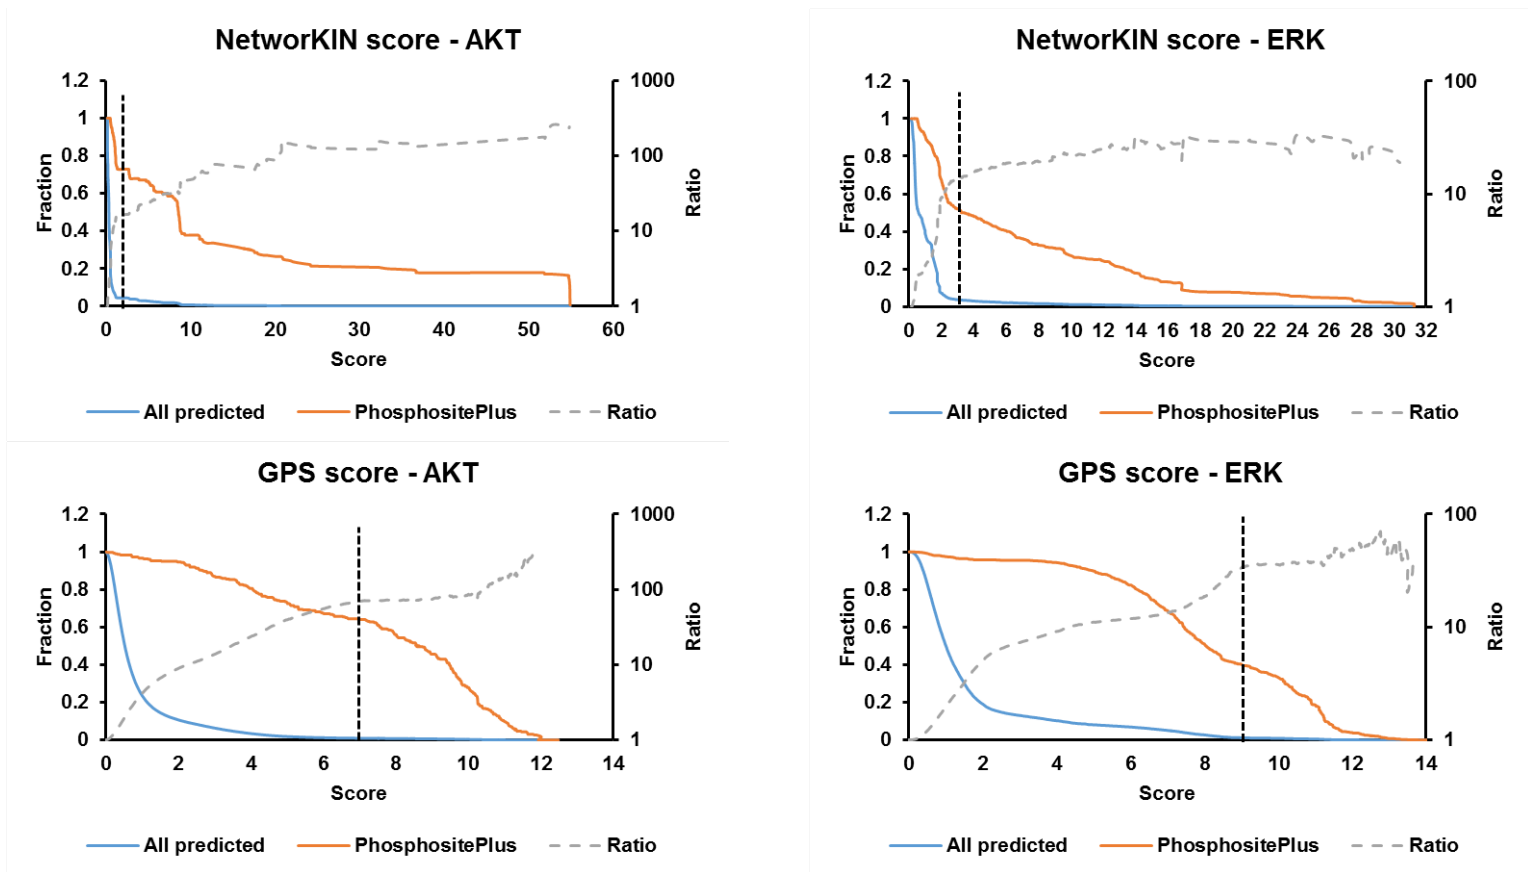 NetworKIN score - AKT
1.2
1
0.8
0.6
0.4
0.2
0
Fraction
1000
100
10
1
Ratio
0 10 20 30 40 50 60
Score
All predicted PhosphositePlus Ratio
NetworKIN score - ERK
1.2
1
0.8
0.6
0.4
0.2
0
Fraction
100
10
1
Ratio
0 2 4 6 8 10 12 14 16 18 20 22 24 26 28 30 32
Score
All predicted PhosphositePlus Ratio
GPS score - AKT
1.2
1
0.8
0.6
0.4
0.2
0
Fraction
1000
100
10
1
Ratio
0 2 4 6 8 10 12 14
Score
All predicted PhosphositePlus Ratio
GPS score - ERK
1.2
1
0.8
0.6
0.4
0.2
0
Fraction
100
10
1
Ratio
0 2 4 6 8 10 12 14
Score
All predicted PhosphositePlus Ratio